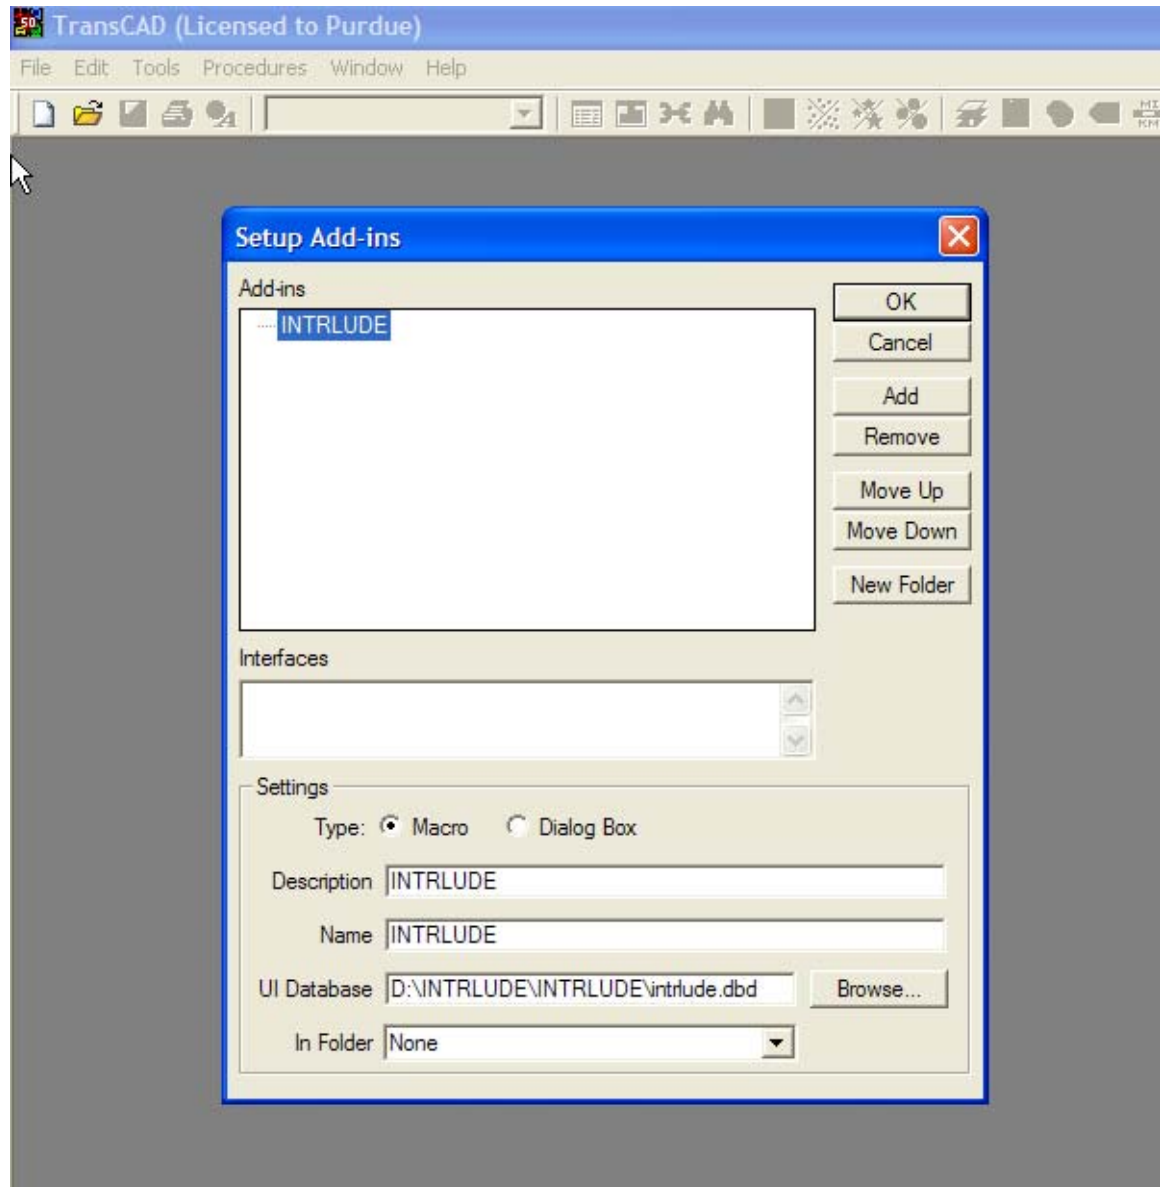 TransCAD (Licensed to Purdue)
File Edit Tools Procedures Window Help
Setup Add-ins
Add-ins
INTRLUDE
OK
Cancel
Add
Remove
Move Up
Move Down
New Folder
Interfaces
Settings
Type: Macro Dialog Box
Description INTRLUDE
Name INTRLUDE
UI Database D:\INTRLUDE\INTRLUDE\intrlude.dbd Browse...
In Folder None